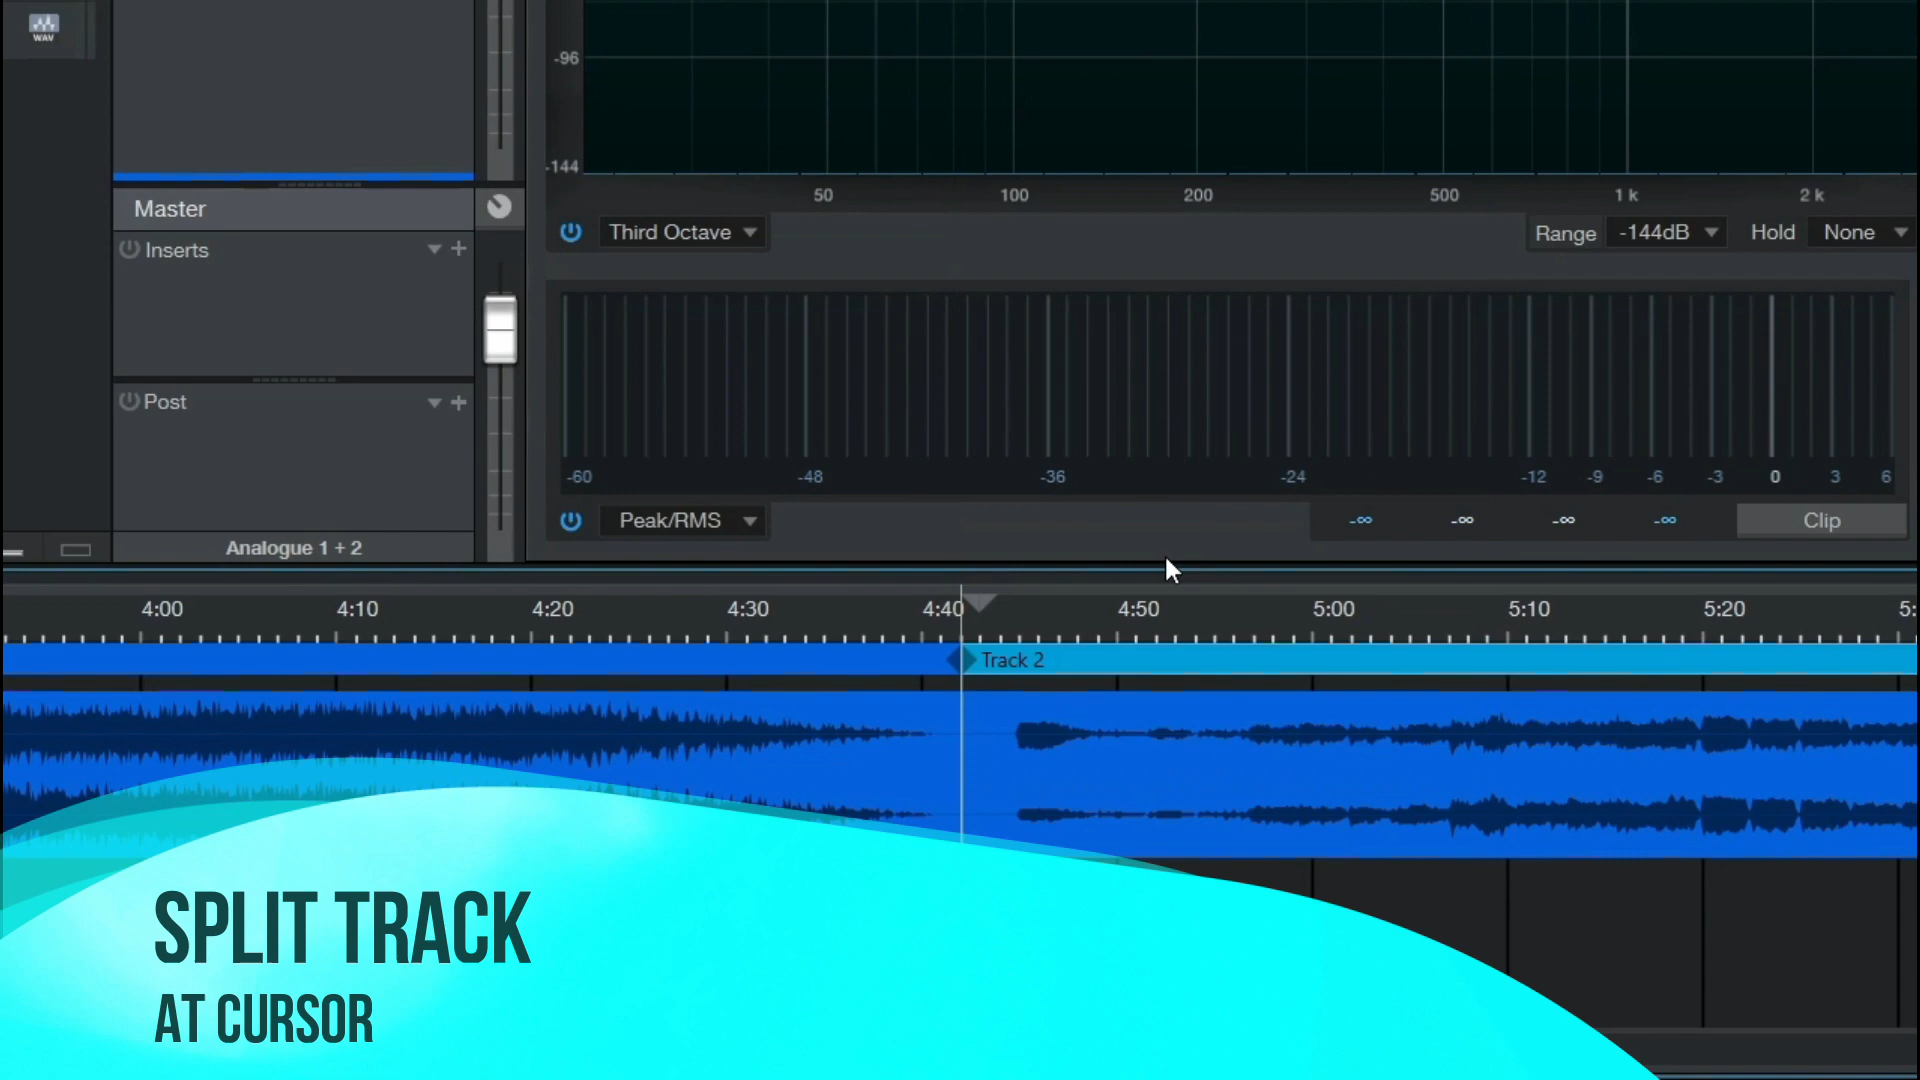 WAV
-96
-144
50 100 200 500 1 k 2 k
Master
Third Octave Range -144dB Hold None
Inserts
Post
-60 -48 -36 -24 -12 -9 -6 -3 0 3 6
Peak/RMS -∞ -∞ -∞ -∞ Clip
Analogue 1 + 2
4:00 4:10 4:20 4:30 4:40 4:50 5:00 5:10 5:20 5:
Track 2
SPLIT TRACK
AT CURSOR